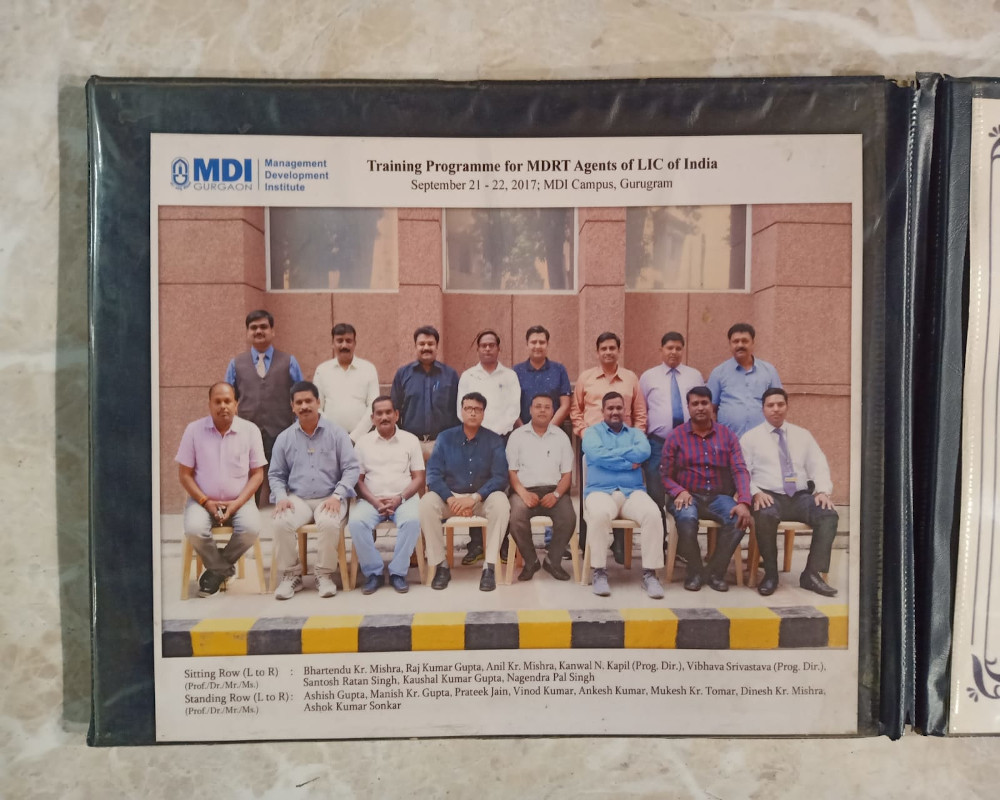 MDI
GURGAON
Management
Development
Institute
Training Programme for MDRT Agents of LIC of India
September 21 - 22, 2017; MDI Campus, Gurugram
Sitting Row (L to R) : Bhartendu Kr. Mishra, Raj Kumar Gupta, Anil Kr. Mishra, Kanwal N. Kapil (Prog. Dir.), Vibhava Srivastava (Prog. Dir.),
(Prof./Dr./Mr./Ms.) Santosh Ratan Singh, Kaushal Kumar Gupta, Nagendra Pal Singh
Standing Row (L to R) : Ashish Gupta, Manish Kr. Gupta, Prateek Jain, Vinod Kumar, Ankesh Kumar, Mukesh Kr. Tomar, Dinesh Kr. Mishra,
(Prof./Dr./Mr./Ms.) Ashok Kumar Sonkar